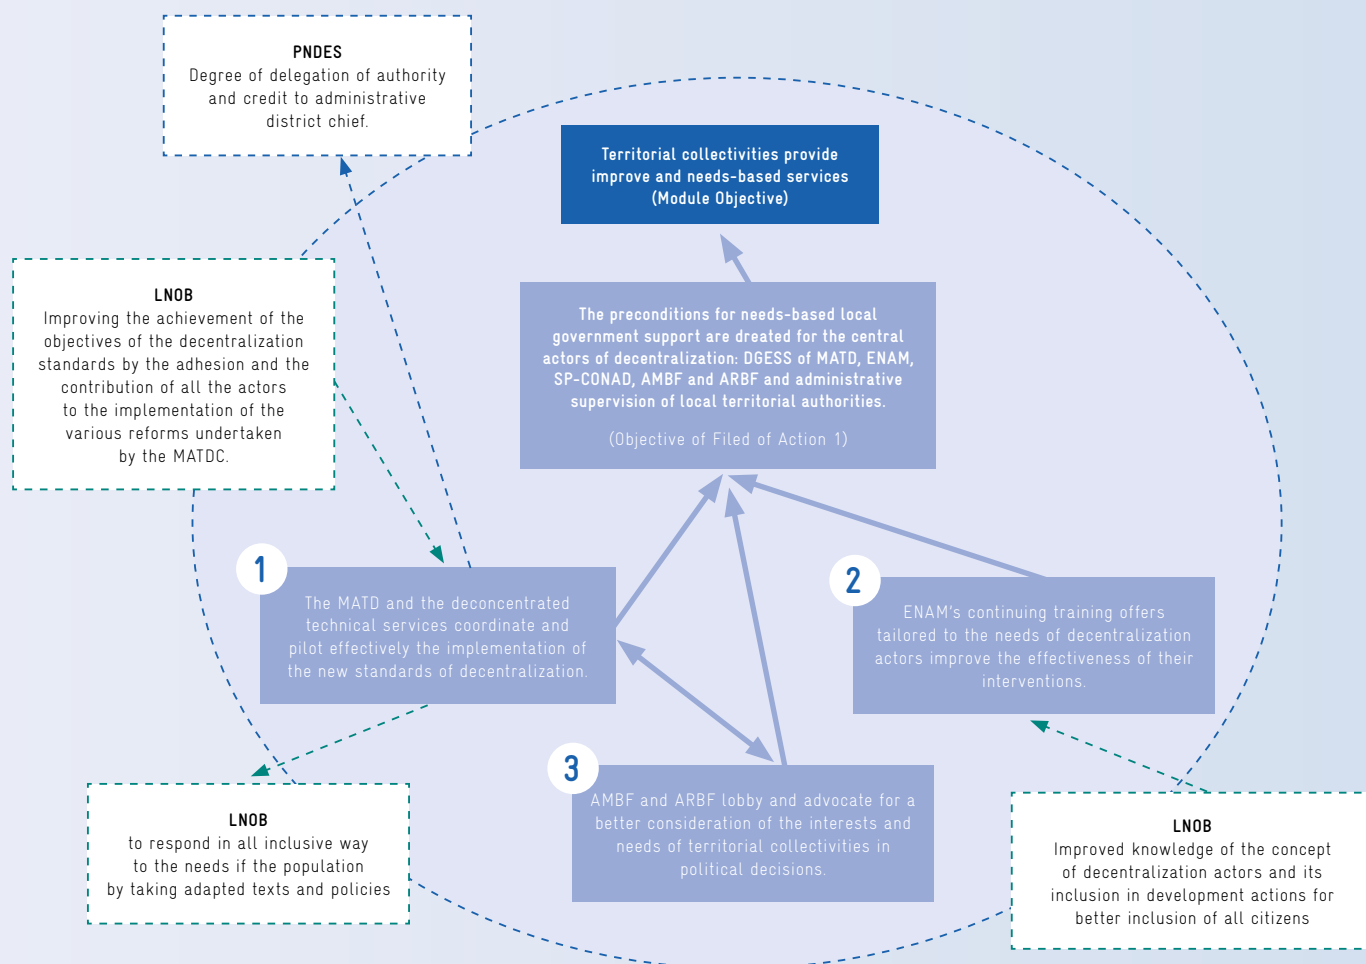 PNDES
Degree of delegation of authority
and credit to administrative
district chief.
Territorial collectivities provide
improve and needs-based services
(Module Objective)
LNOB
Improving the achievement of the
objectives of the decentralization
standards by the adhesion and the
contribution of all the actors
to the implementation of the
various reforms undertaken
by the MATDC.
The preconditions for needs-based local
government support are dreated for the central
actors of decentralization: DGESS of MATD, ENAM,
SP-CONAD, AMBF and ARBF and administrative
supervision of local territorial authorities.
(Objective of Filed of Action 1)
1
The MATD and the deconcentrated
technical services coordinate and
pilot effectively the implementation of
the new standards of decentralization.
2
ENAM's continuing training offers
tailored to the needs of decentralization
actors improve the effectiveness of their
interventions.
3
AMBF and ARBF lobby and advocate for a
better consideration of the interests and
needs of territorial collectivities in
political decisions.
LNOB
to respond in all inclusive way
to the needs if the population
by taking adapted texts and policies
LNOB
Improved knowledge of the concept
of decentralization actors and its
inclusion in development actions for
better inclusion of all citizens